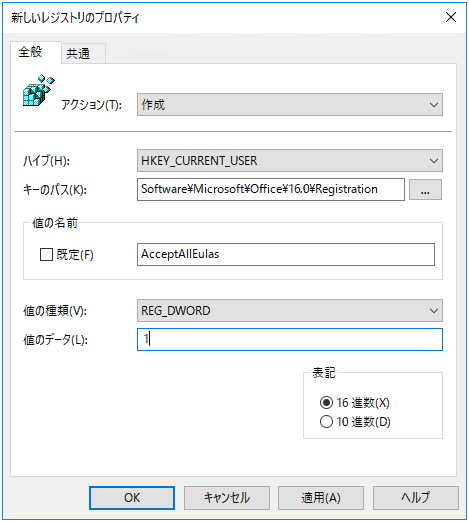 新しいレジストリのプロパティ
全般 共通
アクション(T): 作成
ハイブ(H): HKEY_CURRENT_USER
キーのパス(K): Software¥Microsoft¥Office¥16.0¥Registration ...
値の名前
既定(F) AcceptAllEulas
値の種類(V): REG_DWORD
値のデータ(L): 1
表記
16 進数(X)
10 進数(D)
OK キャンセル 適用(A) ヘルプ